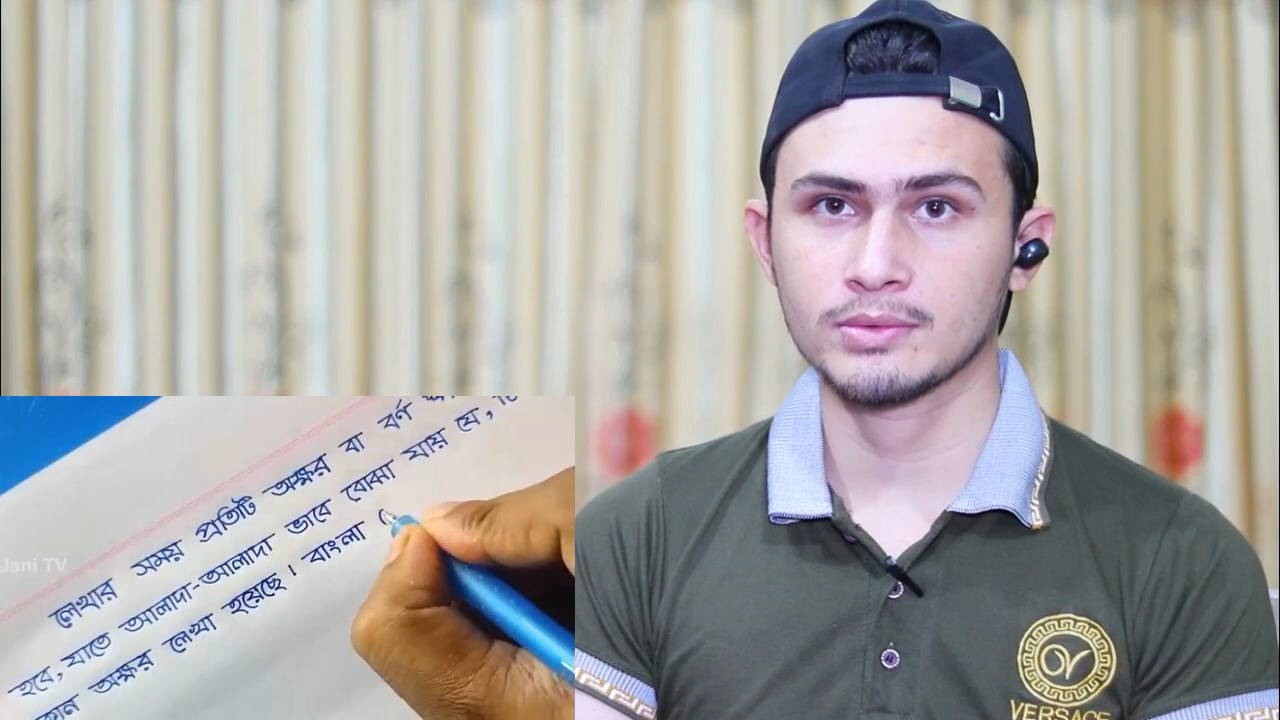 Jani TV
লেখার সময় প্রতিটি অক্ষর বা বর্ণ
হবে, যাতে আলাদা-আলাদা ভাবে বোঝা যায় যে,
কোন অক্ষর লেখা হয়েছে। বাংলা
VERSACE